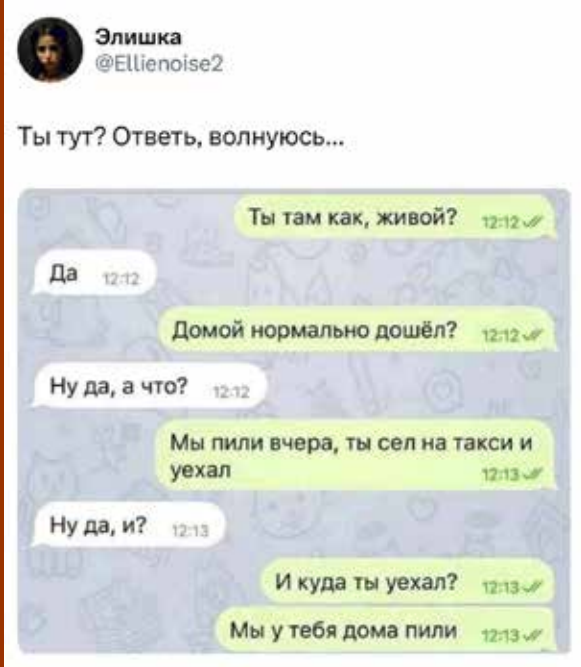 Элишка
@Ellienoise2
Ты тут? Ответь, волнуюсь...
Ты там как, живой? 12:12
Да 12:12
Домой нормально дошёл? 12:12
Ну да, а что? 12:12
Мы пили вчера, ты сел на такси и
уехал 12:13
Ну да, и? 12:13
И куда ты уехал? 12:13
Мы у тебя дома пили 12:13